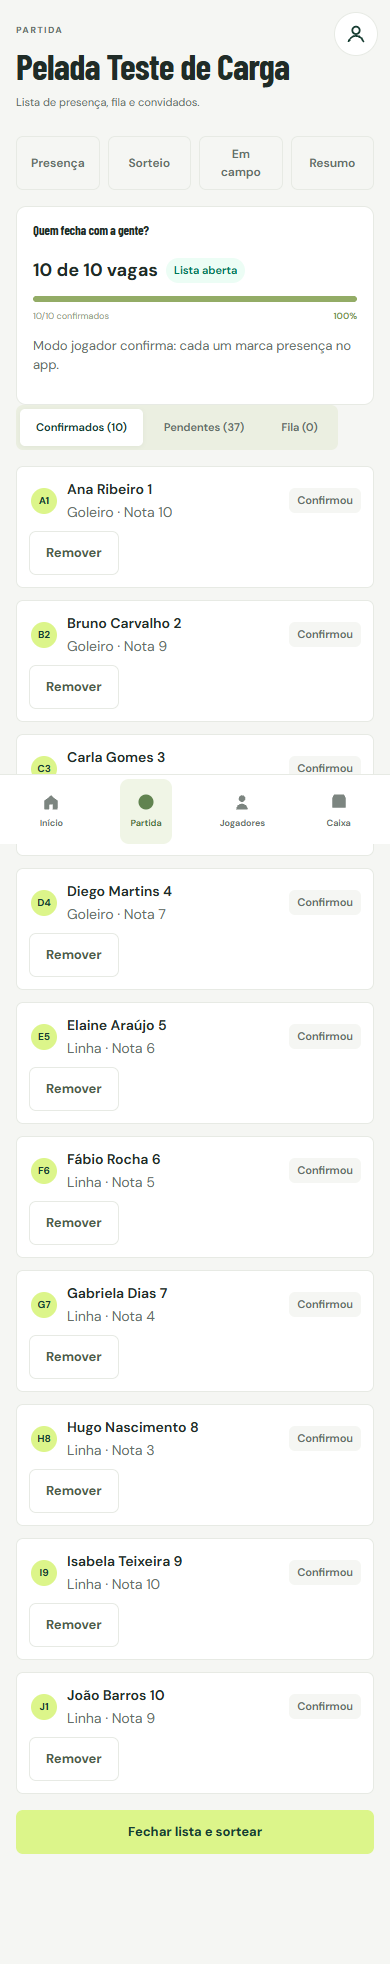 PARTIDA
Pelada Teste de Carga
Lista de presença, fila e convidados.
Presença
Sorteio
Em
campo
Resumo
Quem fecha com a gente?
10 de 10 vagas
Lista aberta
10/10 confirmados
100%
Modo jogador confirma: cada um marca presença no
app.
Confirmados (10)
Pendentes (37)
Fila (0)
A1
Ana Ribeiro 1
Goleiro · Nota 10
Confirmou
Remover
B2
Bruno Carvalho 2
Goleiro · Nota 9
Confirmou
Remover
C3
Carla Gomes 3
Confirmou
Início
Partida
Jogadores
Caixa
D4
Diego Martins 4
Goleiro · Nota 7
Confirmou
Remover
E5
Elaine Araújo 5
Linha · Nota 6
Confirmou
Remover
F6
Fábio Rocha 6
Linha · Nota 5
Confirmou
Remover
G7
Gabriela Dias 7
Linha · Nota 4
Confirmou
Remover
H8
Hugo Nascimento 8
Linha · Nota 3
Confirmou
Remover
I9
Isabela Teixeira 9
Linha · Nota 10
Confirmou
Remover
J1
João Barros 10
Linha · Nota 9
Confirmou
Remover
Fechar lista e sortear